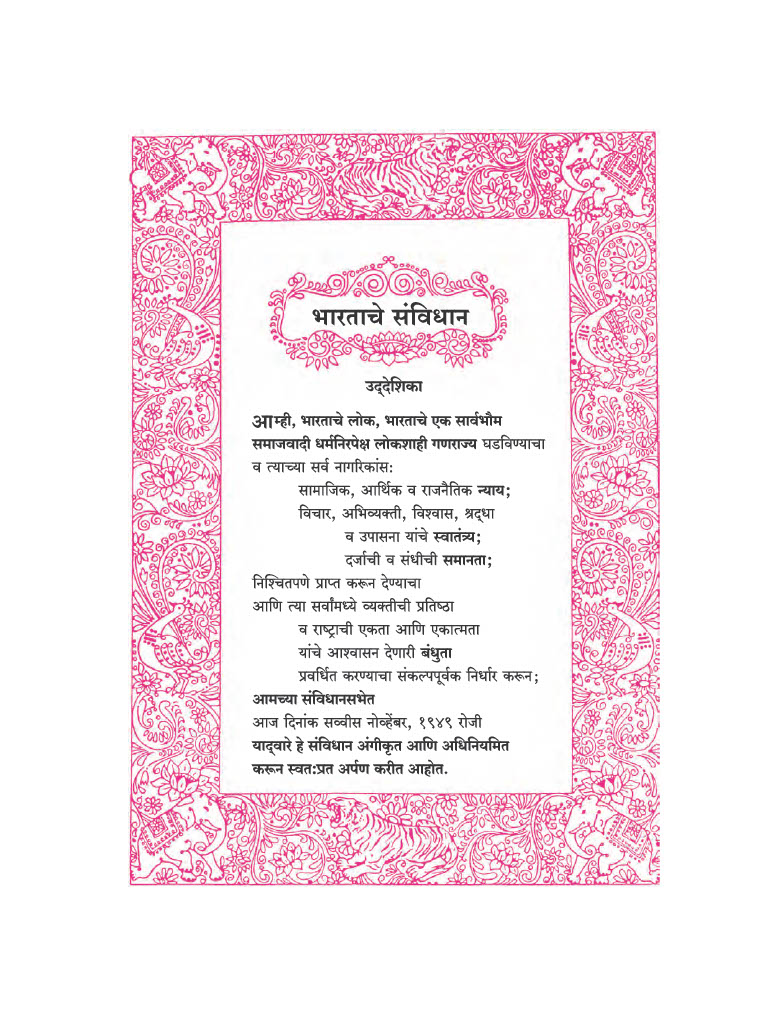 भारताचे संविधान
उद्‌देशिका
आम्ही, भारताचे लोक, भारताचे एक सार्वभौम
समाजवादी धर्मनिरपेक्ष लोकशाही गणराज्य घडविण्याचा
व त्याच्या सर्व नागरिकांस:
सामाजिक, आर्थिक व राजनैतिक न्याय;
विचार, अभिव्यक्ती, विश्वास, श्रद्‌धा
व उपासना यांचे स्वातंत्र्य;
दर्जाची व संधीची समानता;
निश्चितपणे प्राप्त करून देण्याचा
आणि त्या सर्वांमध्ये व्यक्तीची प्रतिष्ठा
व राष्ट्राची एकता आणि एकात्मता
यांचे आश्वासन देणारी बंधुता
प्रवर्धित करण्याचा संकल्पपूर्वक निर्धार करून;
आमच्या संविधानसभेत
आज दिनांक सव्वीस नोव्हेंबर, १९४९ रोजी
याद्‌वारे हे संविधान अंगीकृत आणि अधिनियमित
करून स्वत:प्रत अर्पण करीत आहोत.